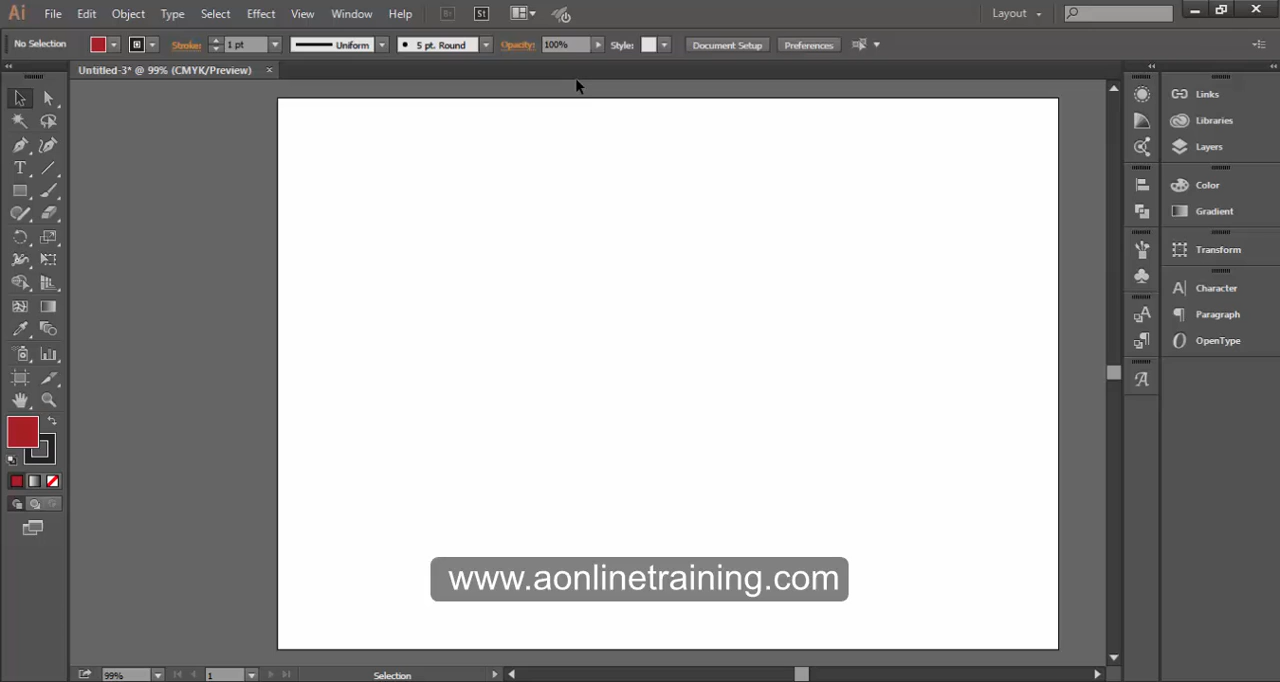 Ai File Edit Object Type Select Effect View Window Help Br St Layout
No Selection Stroke: 1 pt Uniform 5 pt. Round Opacity: 100% Style: Document Setup Preferences
Untitled-3* @ 99% (CMYK/Preview) ×
Links
Libraries
Layers
Color
Gradient
Transform
Character
Paragraph
OpenType
www.aonlinetraining.com
99% 1 Selection